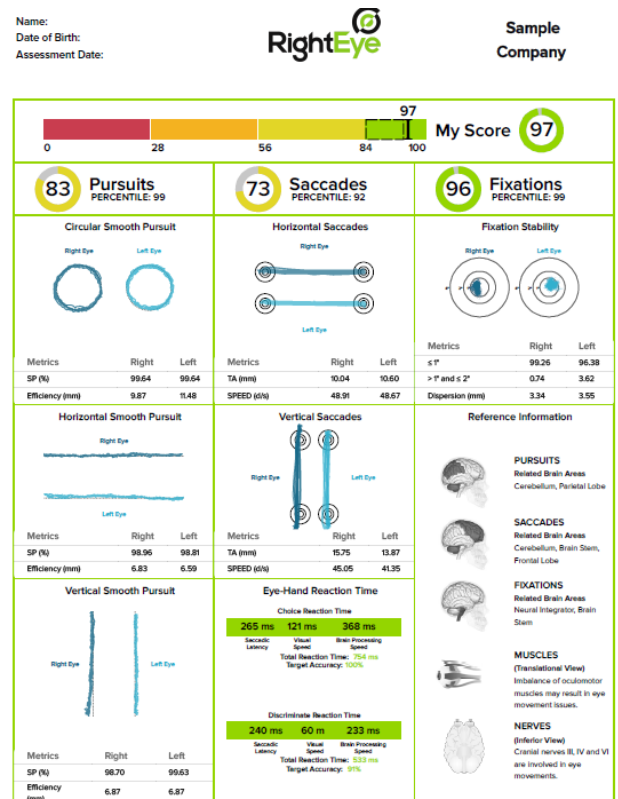 Name:
Date of Birth:
Assessment Date:
RightEye
Sample
Company
97
0 28 56 84 100
My Score 97
83 Pursuits
PERCENTILE: 99
Circular Smooth Pursuit
Right Eye Left Eye
Metrics Right Left
SP (%) 99.64 99.64
Efficiency (mm) 9.87 11.48
Horizontal Smooth Pursuit
Right Eye
Left Eye
Metrics Right Left
SP (%) 98.96 98.81
Efficiency (mm) 6.83 6.59
Vertical Smooth Pursuit
Right Eye Left Eye
Metrics Right Left
SP (%) 98.70 99.63
Efficiency 6.87 6.87
(mm)
73 Saccades
PERCENTILE: 92
Horizontal Saccades
Right Eye
Left Eye
Metrics Right Left
TA (mm) 10.04 10.60
SPEED (d/s) 48.91 48.67
Vertical Saccades
Right Eye Left Eye
Metrics Right Left
TA (mm) 15.75 13.87
SPEED (d/s) 45.05 41.35
Eye-Hand Reaction Time
Choice Reaction Time
265 ms 121 ms 368 ms
Saccadic Latency Visual Speed Brain Processing Speed
Total Reaction Time: 754 ms
Target Accuracy: 100%
Discriminate Reaction Time
240 ms 60 m 233 ms
Saccadic Latency Visual Speed Brain Processing Speed
Total Reaction Time: 533 ms
Target Accuracy: 91%
96 Fixations
PERCENTILE: 99
Fixation Stability
Right Eye Left Eye
Metrics Right Left
≤ 1° 99.26 96.38
> 1° and ≤ 2° 0.74 3.62
Dispersion (mm) 3.34 3.55
Reference Information
PURSUITS
Related Brain Areas
Cerebellum, Parietal Lobe
SACCADES
Related Brain Areas
Cerebellum, Brain Stem,
Frontal Lobe
FIXATIONS
Related Brain Areas
Neural Integrator, Brain
Stem
MUSCLES
(Translational View)
Imbalance of oculomotor
muscles may result in eye
movement issues.
NERVES
(Inferior View)
Cranial nerves III, IV and VI
are involved in eye
movements.